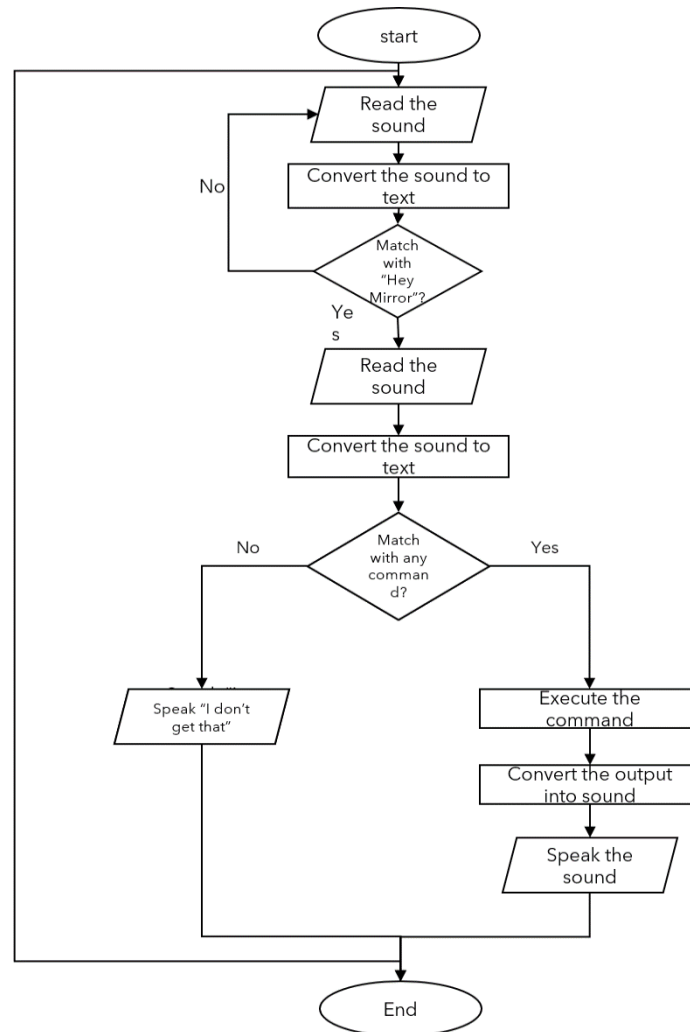 start
Read the
sound
Convert the sound to
text
No
Match
with
“Hey
Mirror”?
Ye
s
Read the
sound
Convert the sound to
text
Match
with any
comman
d?
No
Yes
Speak “I don’t
get that”
Execute the
command
Convert the output
into sound
Speak the
sound
End